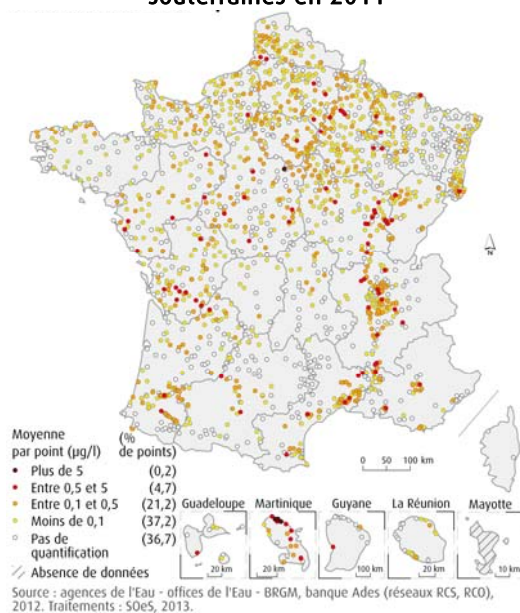 souterraines en 2011
Moyenne
par point (µg/l)
(%
de points)
Plus de 5 (0,2)
Entre 0,5 et 5 (4,7)
Entre 0,1 et 0,5 (21,2)
Moins de 0,1 (37,2)
Pas de
quantification (36,7)
Absence de données
0 50 100 km
Guadeloupe
20 km
Martinique
20 km
Guyane
100 km
La Réunion
20 km
Mayotte
10 km
Source : agences de l'Eau - offices de l'Eau - BRGM, banque Ades (réseaux RCS, RCO),
2012. Traitements : SOeS, 2013.